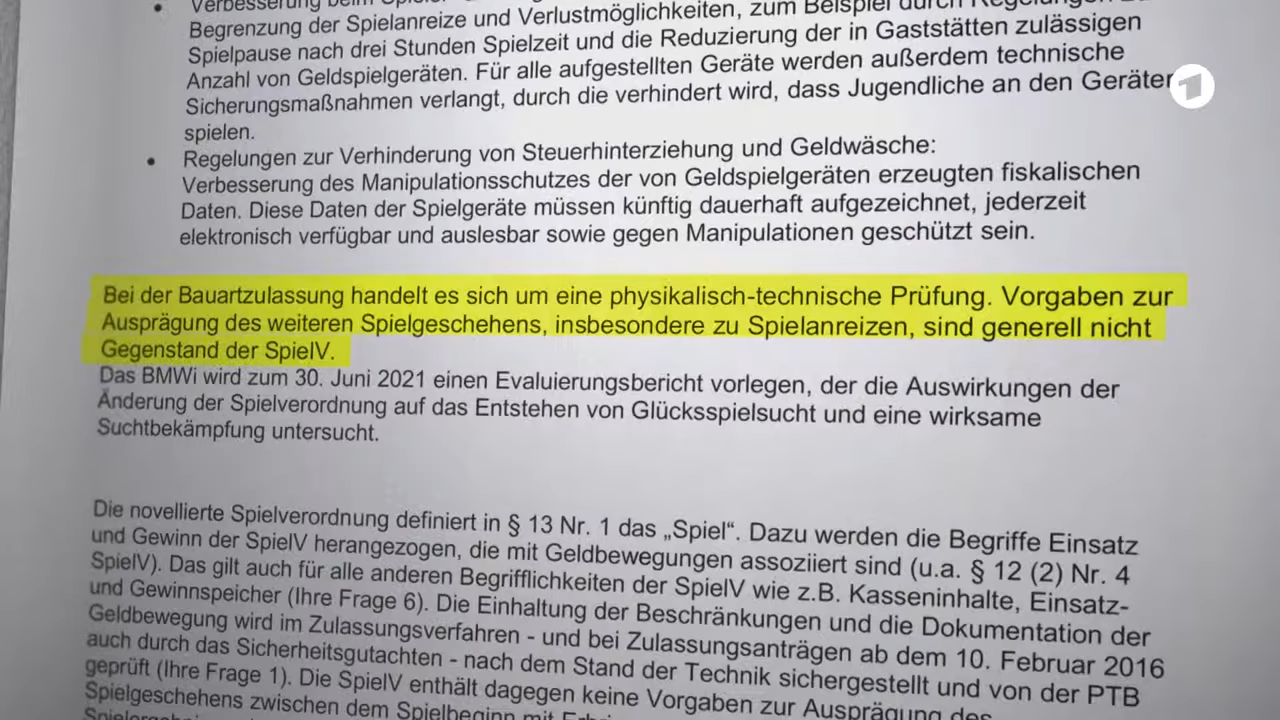 Verbesserung beim
Begrenzung der Spielanreize und Verlustmöglichkeiten, zum Beispiel durch Regelungen
Spielpause nach drei Stunden Spielzeit und die Reduzierung der in Gaststätten zulässigen
Anzahl von Geldspielgeräten. Für alle aufgestellten Geräte werden außerdem technische
Sicherungsmaßnahmen verlangt, durch die verhindert wird, dass Jugendliche an den Geräten
spielen.
• Regelungen zur Verhinderung von Steuerhinterziehung und Geldwäsche:
Verbesserung des Manipulationsschutzes der von Geldspielgeräten erzeugten fiskalischen
Daten. Diese Daten der Spielgeräte müssen künftig dauerhaft aufgezeichnet, jederzeit
elektronisch verfügbar und auslesbar sowie gegen Manipulationen geschützt sein.
Bei der Bauartzulassung handelt es sich um eine physikalisch-technische Prüfung. Vorgaben zur
Ausprägung des weiteren Spielgeschehens, insbesondere zu Spielanreizen, sind generell nicht
Gegenstand der SpielV.
Das BMWi wird zum 30. Juni 2021 einen Evaluierungsbericht vorlegen, der die Auswirkungen der
Änderung der Spielverordnung auf das Entstehen von Glücksspielsucht und eine wirksame
Suchtbekämpfung untersucht.
Die novellierte Spielverordnung definiert in § 13 Nr. 1 das „Spiel“. Dazu werden die Begriffe Einsatz
und Gewinn der SpielV herangezogen, die mit Geldbewegungen assoziiert sind (u.a. § 12 (2) Nr. 4
SpielV). Das gilt auch für alle anderen Begrifflichkeiten der SpielV wie z.B. Kasseninhalte, Einsatz-
und Gewinnspeicher (Ihre Frage 6). Die Einhaltung der Beschränkungen und die Dokumentation der
Geldbewegung wird im Zulassungsverfahren - und bei Zulassungsanträgen ab dem 10. Februar 2016
auch durch das Sicherheitsgutachten - nach dem Stand der Technik sichergestellt und von der PTB
geprüft (Ihre Frage 1). Die SpielV enthält dagegen keine Vorgaben zur Ausprägung des
Spielgeschehens zwischen dem Spielbeginn mit